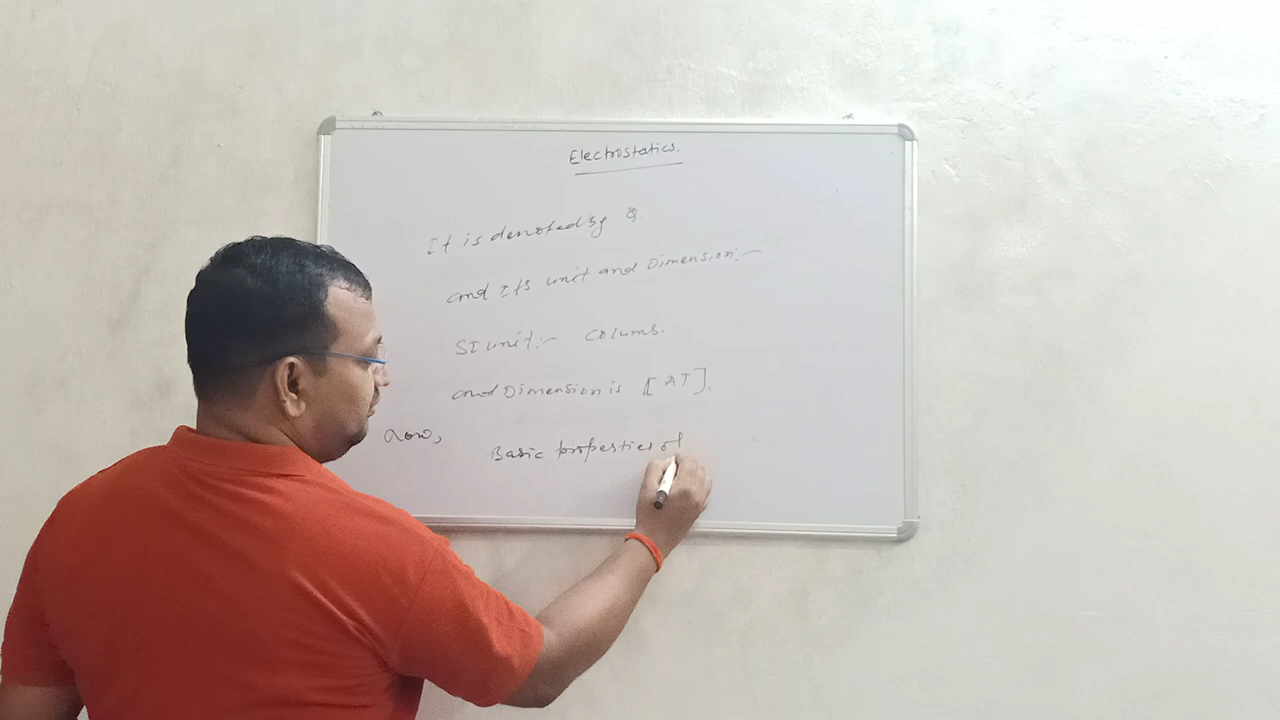 Electrostatics.
It is denoted by Q.
and Its unit and Dimension:-
SI unit:- Colums.
and Dimension is [AT].
now,
Basic properties of